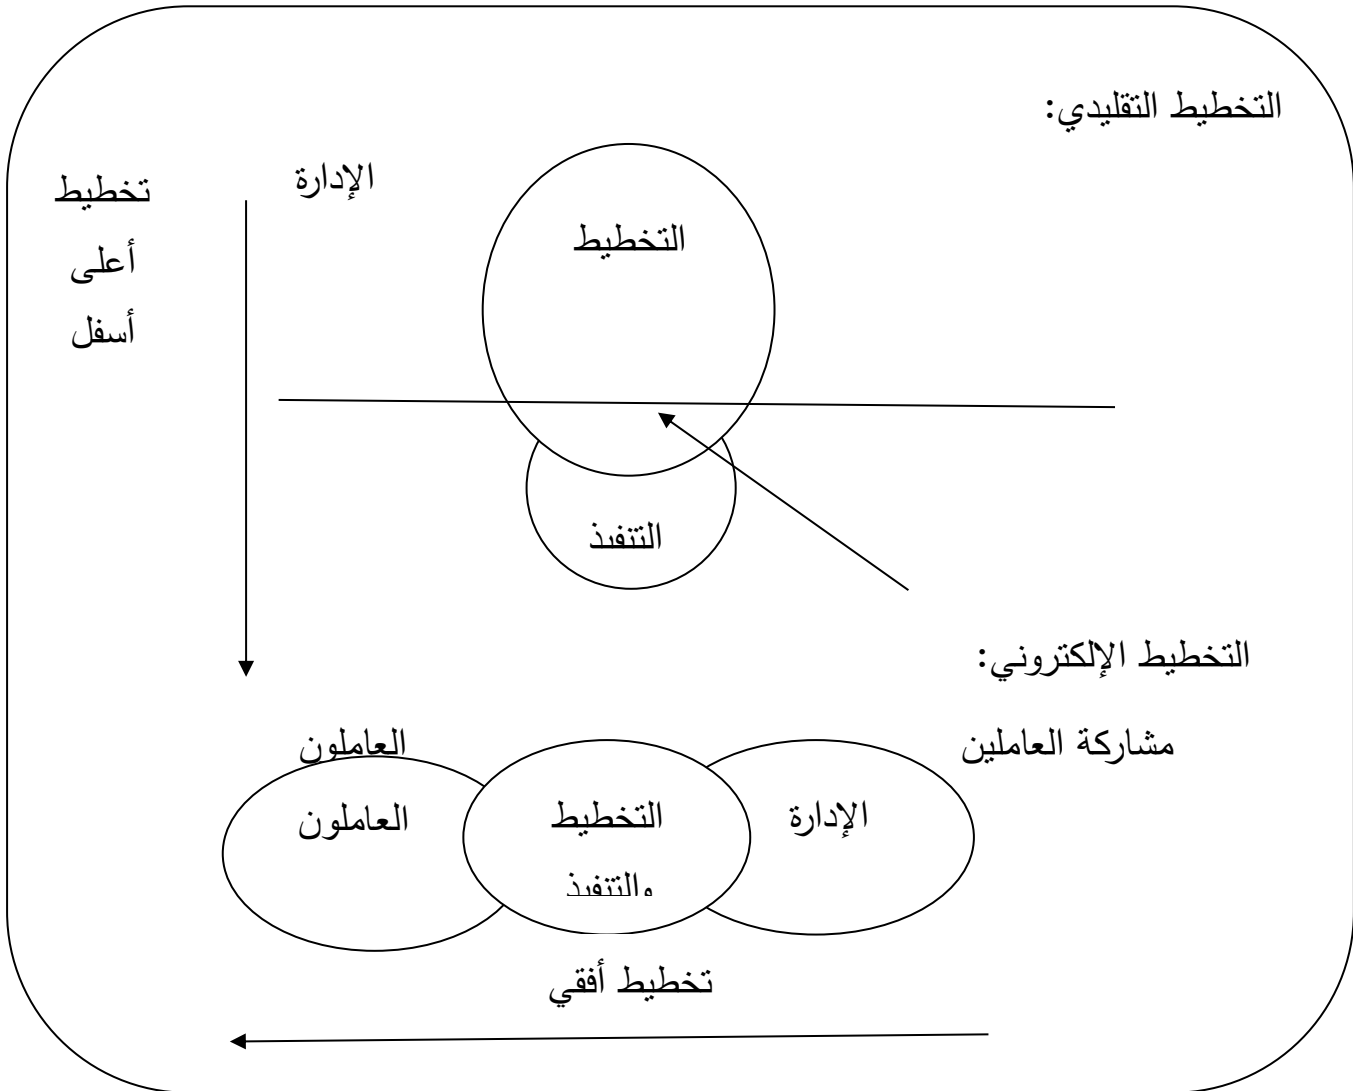 التخطيط التقليدي:
الإدارة
تخطيط
أعلى
أسفل
التخطيط
التنفيذ
التخطيط الإلكتروني:
مشاركة العاملين
العاملون
الإدارة
التخطيط
والتنفيذ
العاملون
تخطيط أفقي